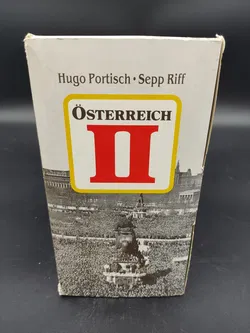 Hugo Portisch • Sepp Riff
ÖSTERREICH
II